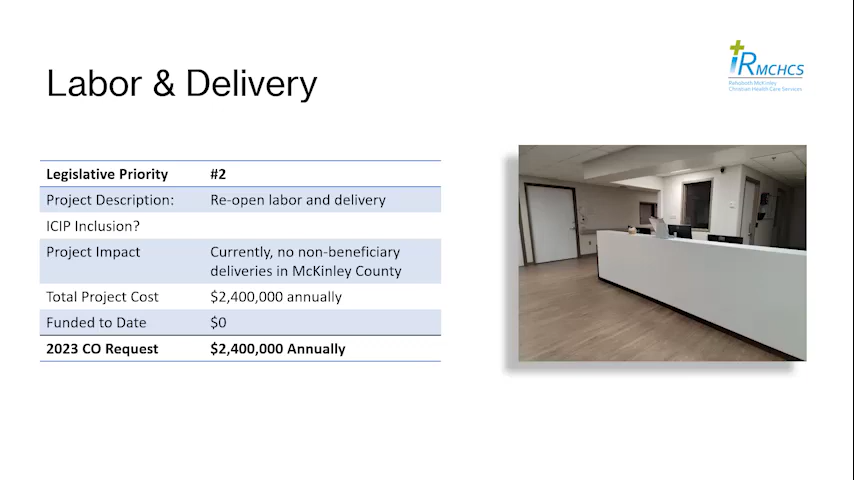 iRMCHCS
Rehoboth McKinley
Christian Health Care Services
Labor & Delivery
Legislative Priority #2
Project Description: Re-open labor and delivery
ICIP Inclusion?
Project Impact Currently, no non-beneficiary
deliveries in McKinley County
Total Project Cost $2,400,000 annually
Funded to Date $0
2023 CO Request $2,400,000 Annually